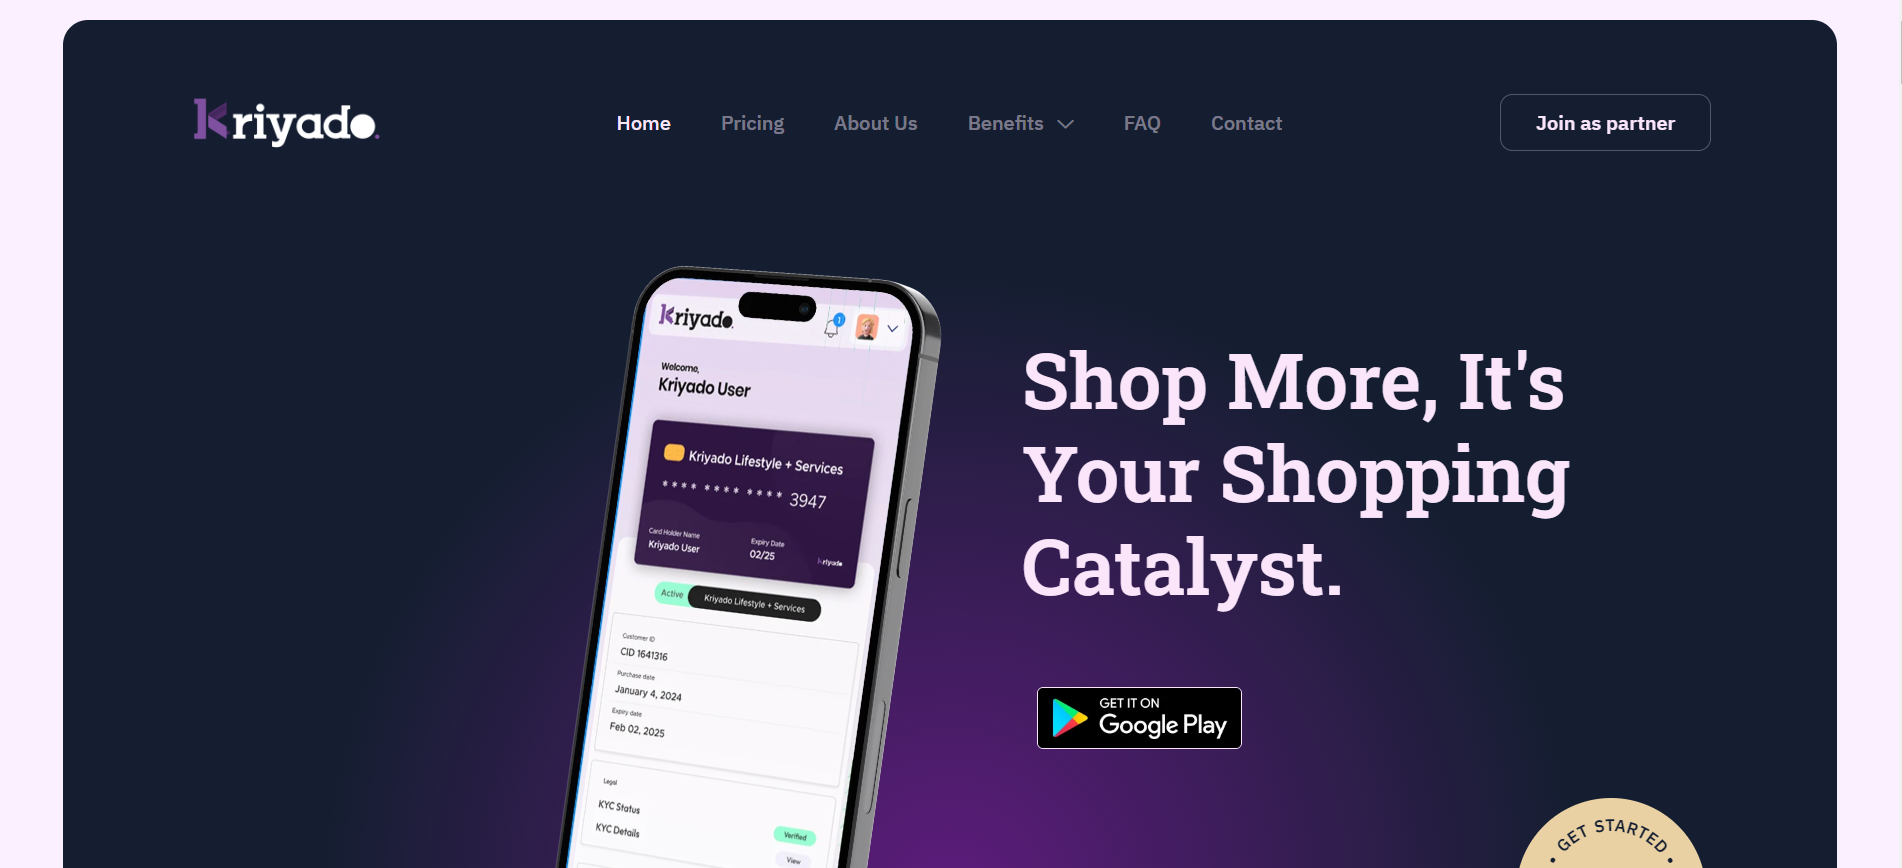 kriyado.
Home
Pricing
About Us
Benefits
FAQ
Contact
Join as partner
kriyado.
1
Welcome,
Kriyado User
Kriyado Lifestyle + Services
**** **** **** 3947
Card Holder Name
Kriyado User
Expiry Date
02/25
kriyado
Active
Kriyado Lifestyle + Services
Customer ID
CID 1641316
Purchase date
January 4, 2024
Expiry date
Feb 02, 2025
Legal
KYC Status
Verified
KYC Details
View
Shop More, It's
Your Shopping
Catalyst.
GET IT ON
Google Play
• GET STARTED •